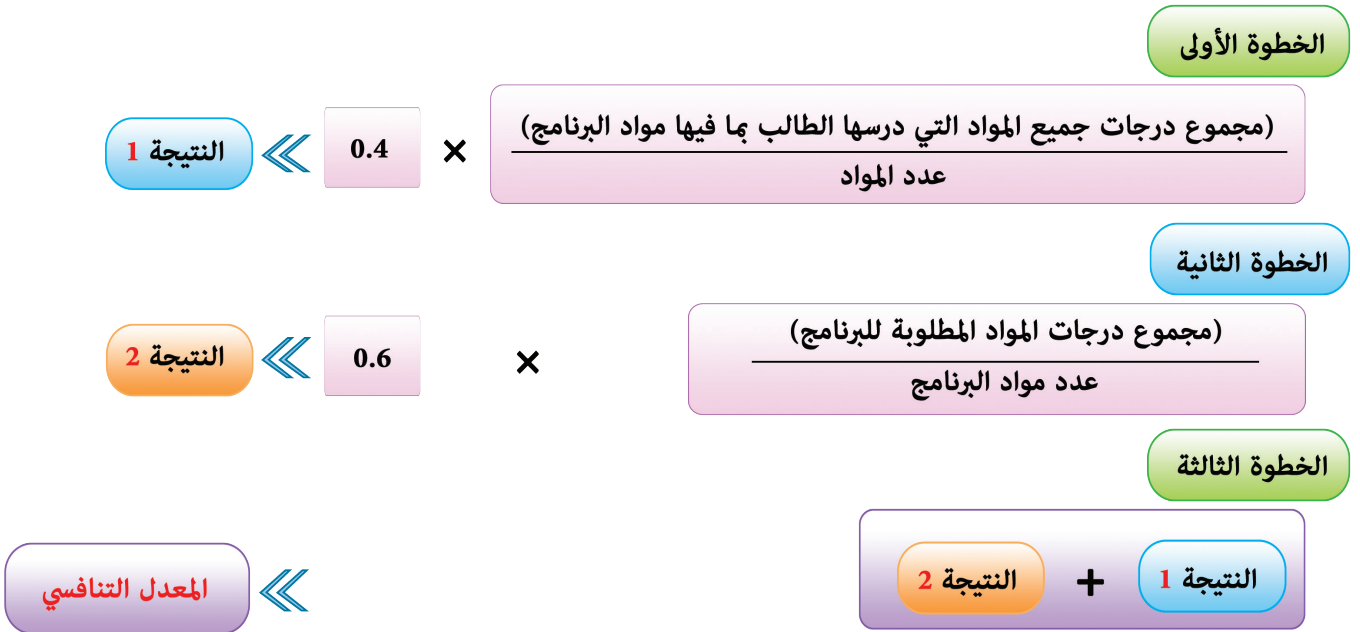 الخطوة الأولى
(مجموع درجات جميع المواد التي درسها الطالب بما فيها مواد البرنامج)
عدد المواد
×
0.4
النتيجة 1
الخطوة الثانية
(مجموع درجات المواد المطلوبة للبرنامج)
عدد مواد البرنامج
×
0.6
النتيجة 2
الخطوة الثالثة
النتيجة 1 + النتيجة 2
المعدل التنافسي